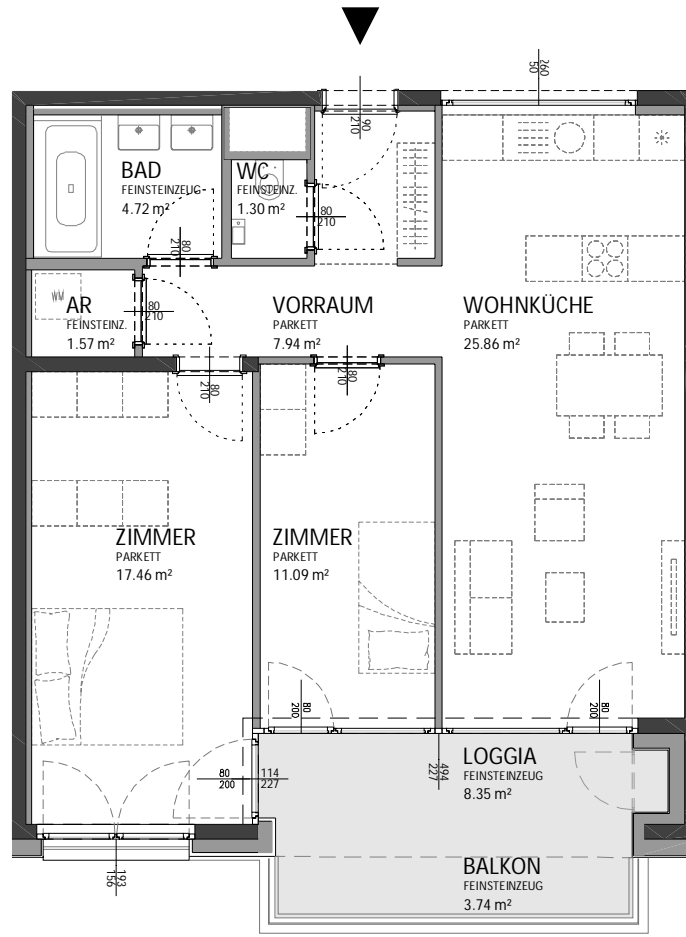 260
50
90
210
BAD
FEINSTEINZEUG
4.72 m²
WC
FEINSTEINZ.
1.30 m²
80
210
80
210
AR
FEINSTEINZ.
1.57 m²
80
210
VORRAUM
PARKETT
7.94 m²
WOHNKÜCHE
PARKETT
25.86 m²
80
210
80
210
ZIMMER
PARKETT
17.46 m²
ZIMMER
PARKETT
11.09 m²
80
200
80
200
80
200
114
227
494
227
LOGGIA
FEINSTEINZEUG
8.35 m²
BALKON
FEINSTEINZEUG
3.74 m²
193
156